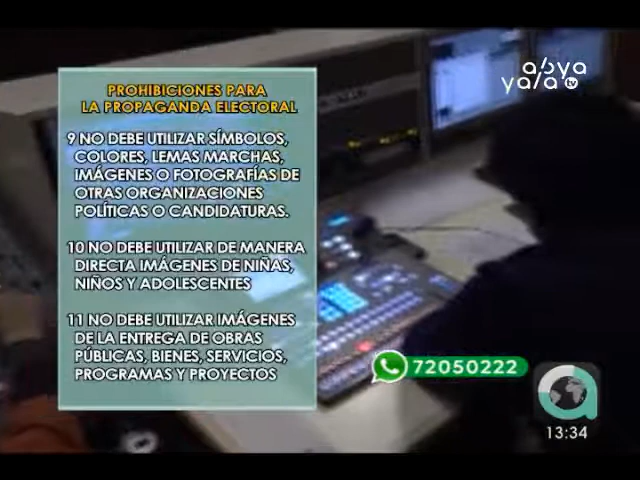 abya
yala tv
PROHIBICIONES PARA
LA PROPAGANDA ELECTORAL
9 NO DEBE UTILIZAR SÍMBOLOS,
COLORES, LEMAS MARCHAS,
IMÁGENES O FOTOGRAFÍAS DE
OTRAS ORGANIZACIONES
POLÍTICAS O CANDIDATURAS.
10 NO DEBE UTILIZAR DE MANERA
DIRECTA IMÁGENES DE NIÑAS,
NIÑOS Y ADOLESCENTES
11 NO DEBE UTILIZAR IMÁGENES
DE LA ENTREGA DE OBRAS
PÚBLICAS, BIENES, SERVICIOS,
PROGRAMAS Y PROYECTOS
72050222
13:34